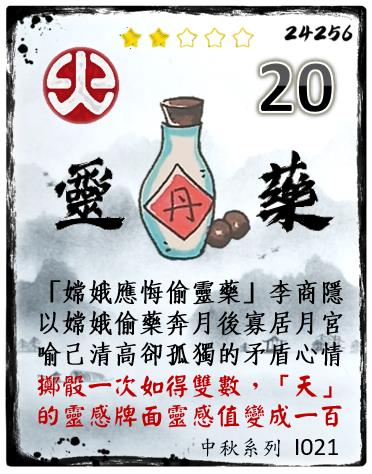 24256
火
20
靈 藥
丹
「嫦娥應悔偷靈藥」李商隱
以嫦娥偷藥奔月後寡居月宮
喻己清高卻孤獨的矛盾心情
擲骰一次如得雙數，「天」
的靈感牌面靈感值變成一百
中秋系列 I021